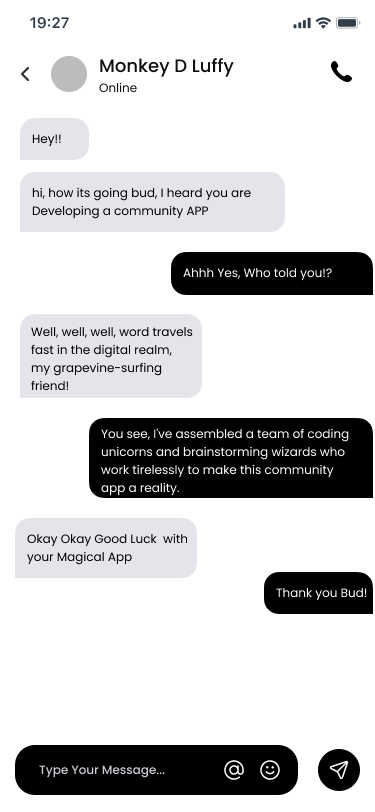 19:27
Monkey D Luffy
Online
Hey!!
hi, how its going bud, I heard you are
Developing a community APP
Ahhh Yes, Who told you!?
Well, well, well, word travels
fast in the digital realm,
my grapevine-surfing
friend!
You see, I've assembled a team of coding
unicorns and brainstorming wizards who
work tirelessly to make this community
app a reality.
Okay Okay Good Luck  with
your Magical App
Thank you Bud!
Type Your Message...